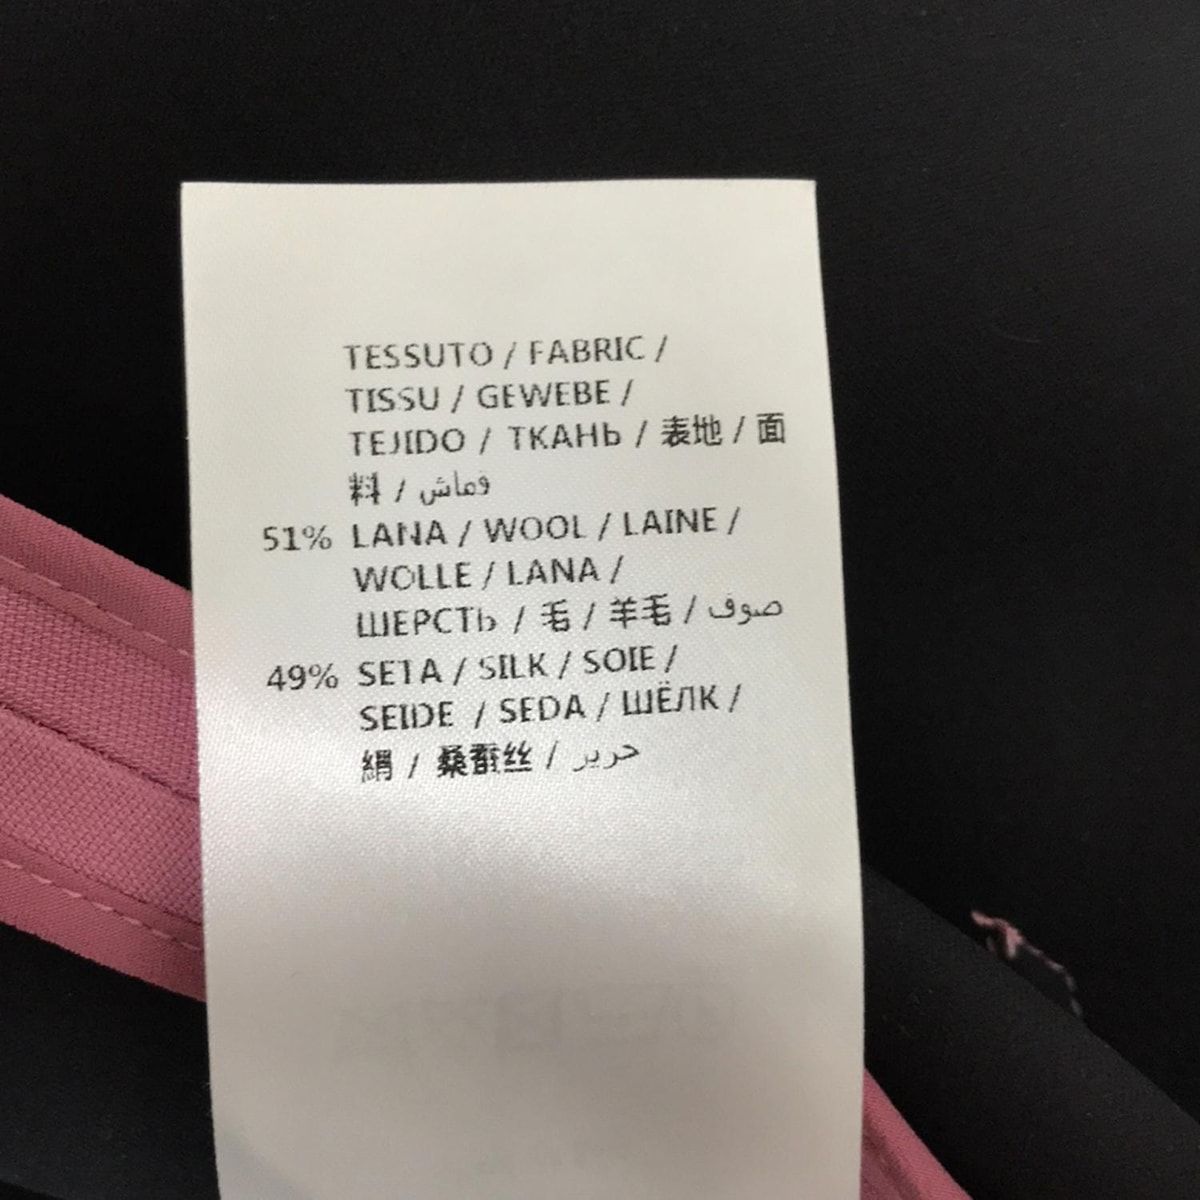 TESSUTO / FABRIC /
TISSU / GEWEBE /
TEJIDO / ТКАНЬ / 表地 / 面
料 / قماش
51% LANA / WOOL / LAINE /
WOLLE / LANA /
ШЕРСТЬ / 毛 / 羊毛 / صوف
49% SETA / SILK / SOIE /
SEIDE / SEDA / ШЁЛК /
絹 / 桑蚕丝 / حرير